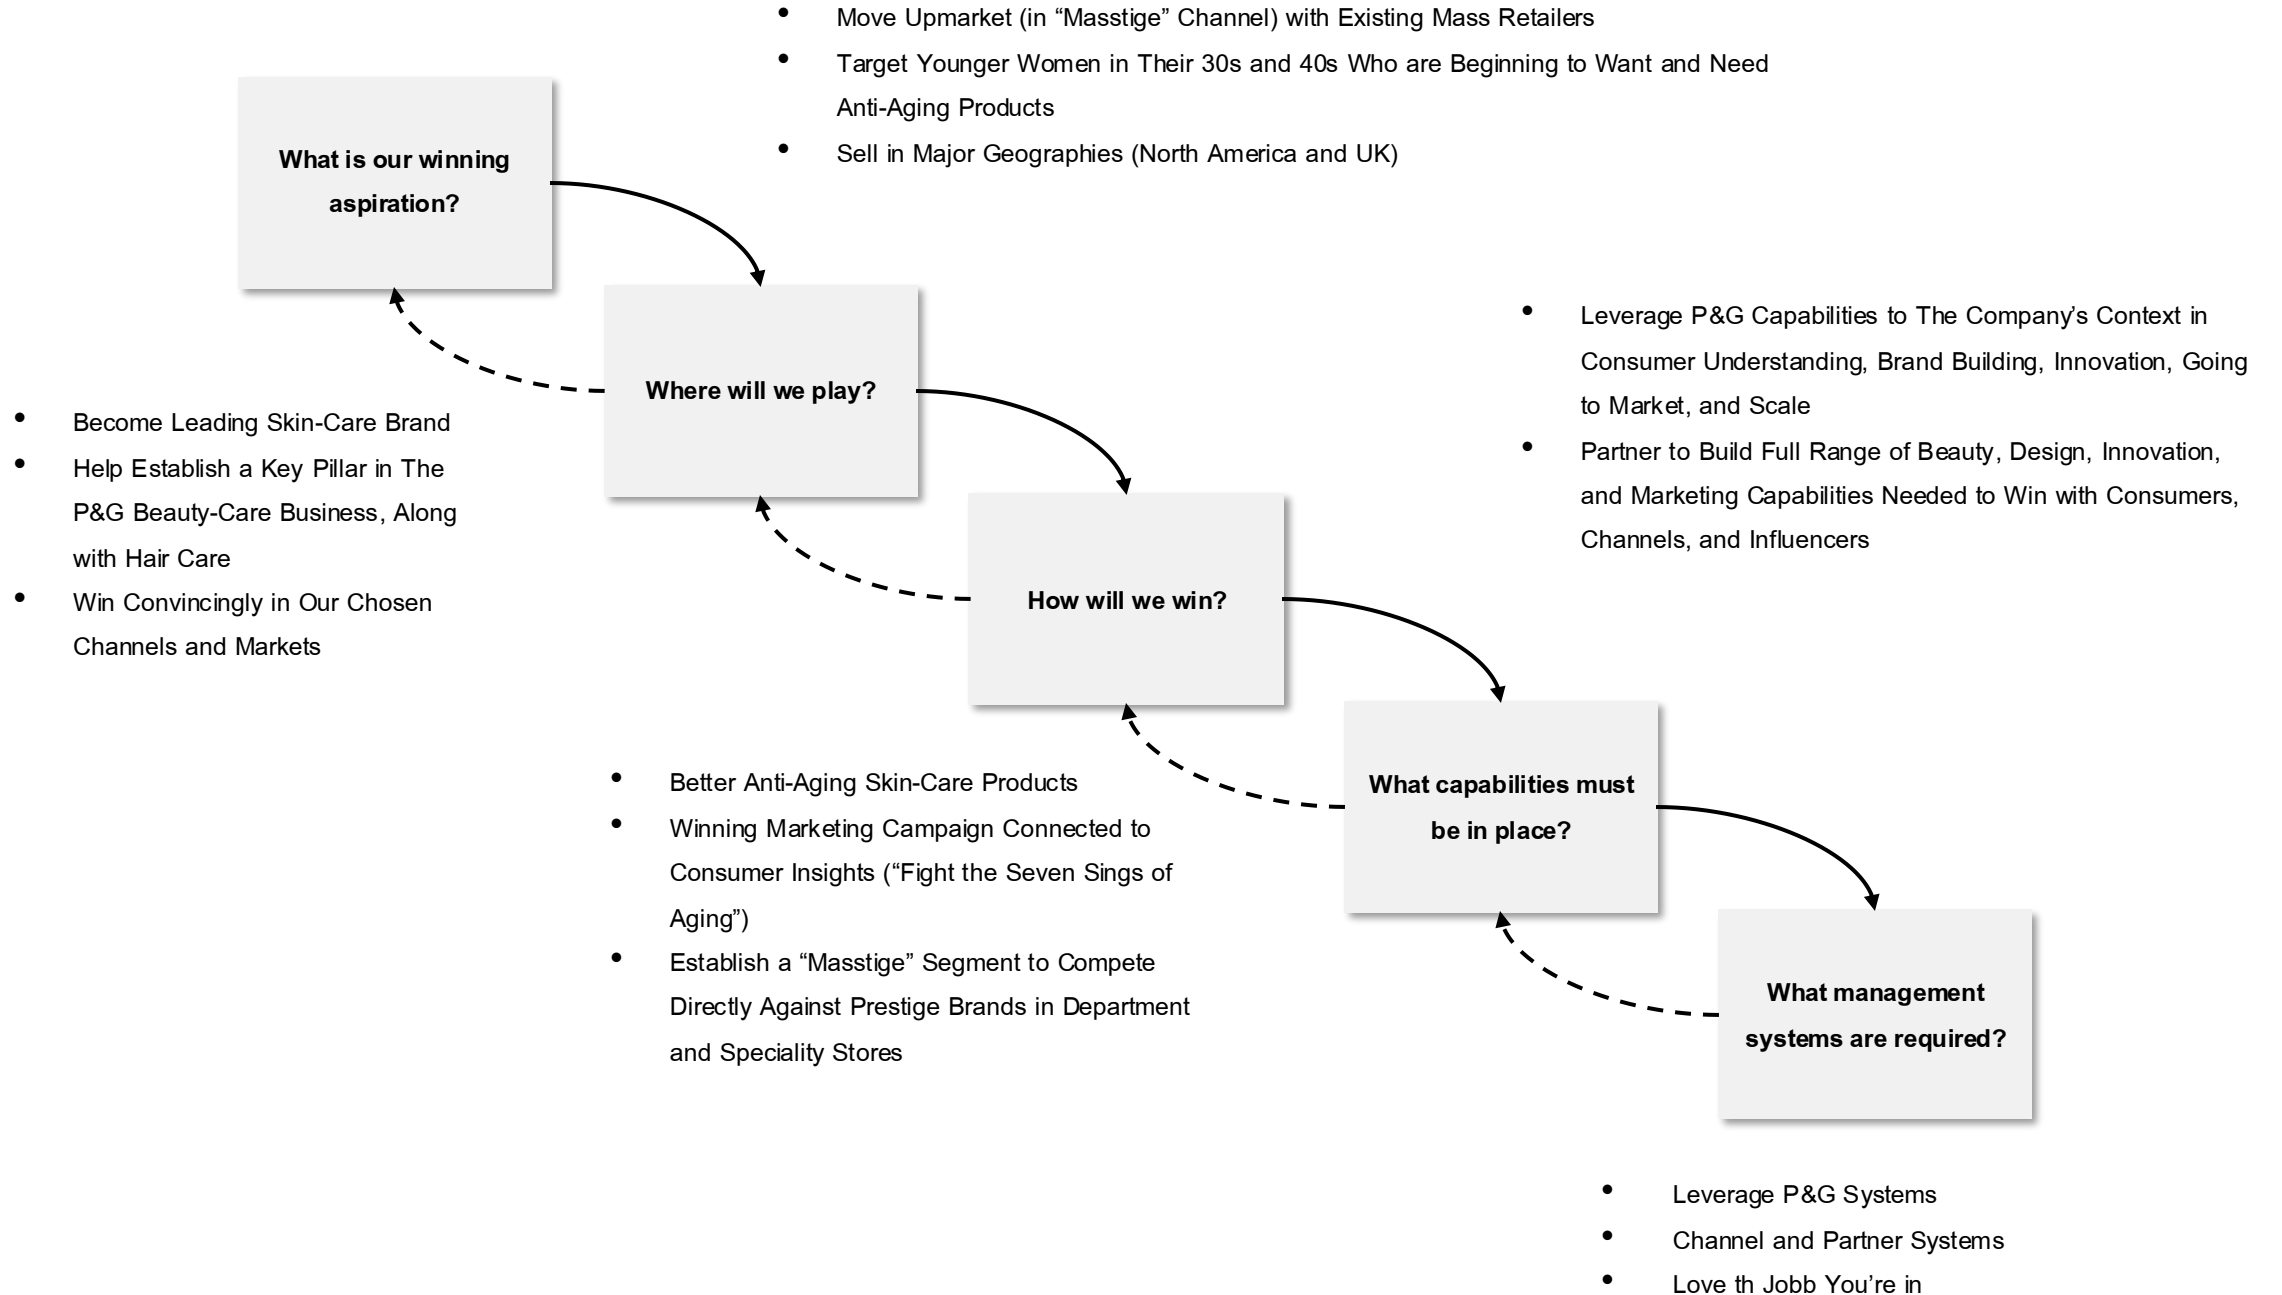 Move Upmarket (in “Masstige” Channel) with Existing Mass Retailers
Target Younger Women in Their 30s and 40s Who are Beginning to Want and Need
Anti-Aging Products
Sell in Major Geographies (North America and UK)
What is our winning
aspiration?
Where will we play?
Leverage P&G Capabilities to The Company’s Context in
Consumer Understanding, Brand Building, Innovation, Going
to Market, and Scale
Partner to Build Full Range of Beauty, Design, Innovation,
and Marketing Capabilities Needed to Win with Consumers,
Channels, and Influencers
Become Leading Skin-Care Brand
Help Establish a Key Pillar in The
P&G Beauty-Care Business, Along
with Hair Care
Win Convincingly in Our Chosen
Channels and Markets
How will we win?
Better Anti-Aging Skin-Care Products
Winning Marketing Campaign Connected to
Consumer Insights (“Fight the Seven Sings of
Aging”)
Establish a “Masstige” Segment to Compete
Directly Against Prestige Brands in Department
and Speciality Stores
What capabilities must
be in place?
What management
systems are required?
Leverage P&G Systems
Channel and Partner Systems
Love th Jobb You’re in